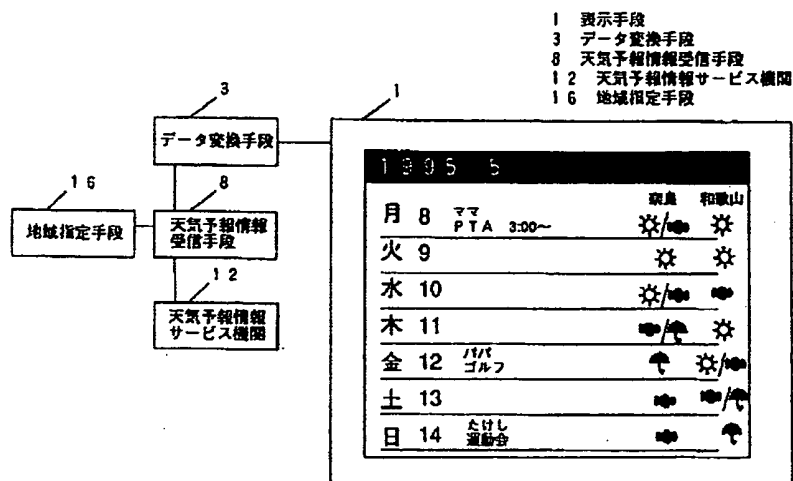 1 表示手段
3 データ変換手段
8 天気予報情報受信手段
12 天気予報情報サービス機関
16 地域指定手段
3
1
データ変換手段
16
8
地域指定手段
天気予報情報
受信手段
12
天気予報情報
サービス機関
1995 5
奈良 和歌山
月 8 ママ
PTA 3:00〜
火 9
水 10
木 11
金 12 パパ
ゴルフ
土 13
日 14 たけし
運動会